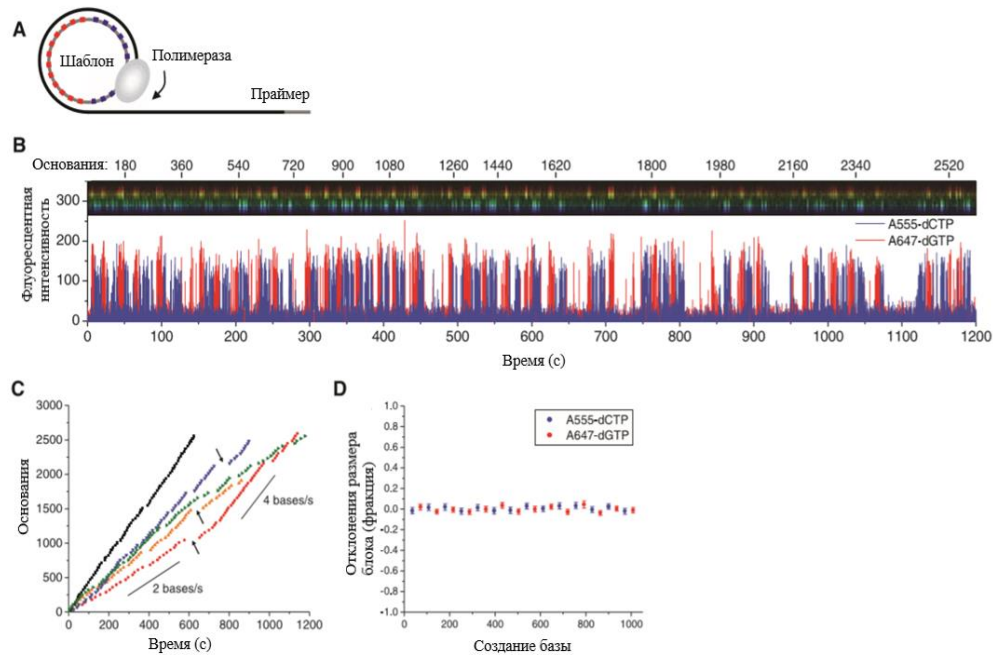 A
Шаблон
Полимераза
Праймер
B
Основания: 180 360 540 720 900 1080 1260 1440 1620 1800 1980 2160 2340 2520
Флуоресцентная
интенсивность
300
200
100
0
A555-dCTP
A647-dGTP
0 100 200 300 400 500 600 700 800 900 1000 1100 1200
Время (с)
C
Основания
3000
2500
2000
1500
1000
500
0
4 bases/s
2 bases/s
0 200 400 600 800 1000 1200
Время (с)
D
Отклонения размера
блока (фракция)
1,0
0,8
0,6
0,4
0,2
0.0
-0.2
-0.4
-0.6
-0.8
-1.0
A555-dCTP
A647-dGTP
0 200 400 600 800 1000
Создание базы